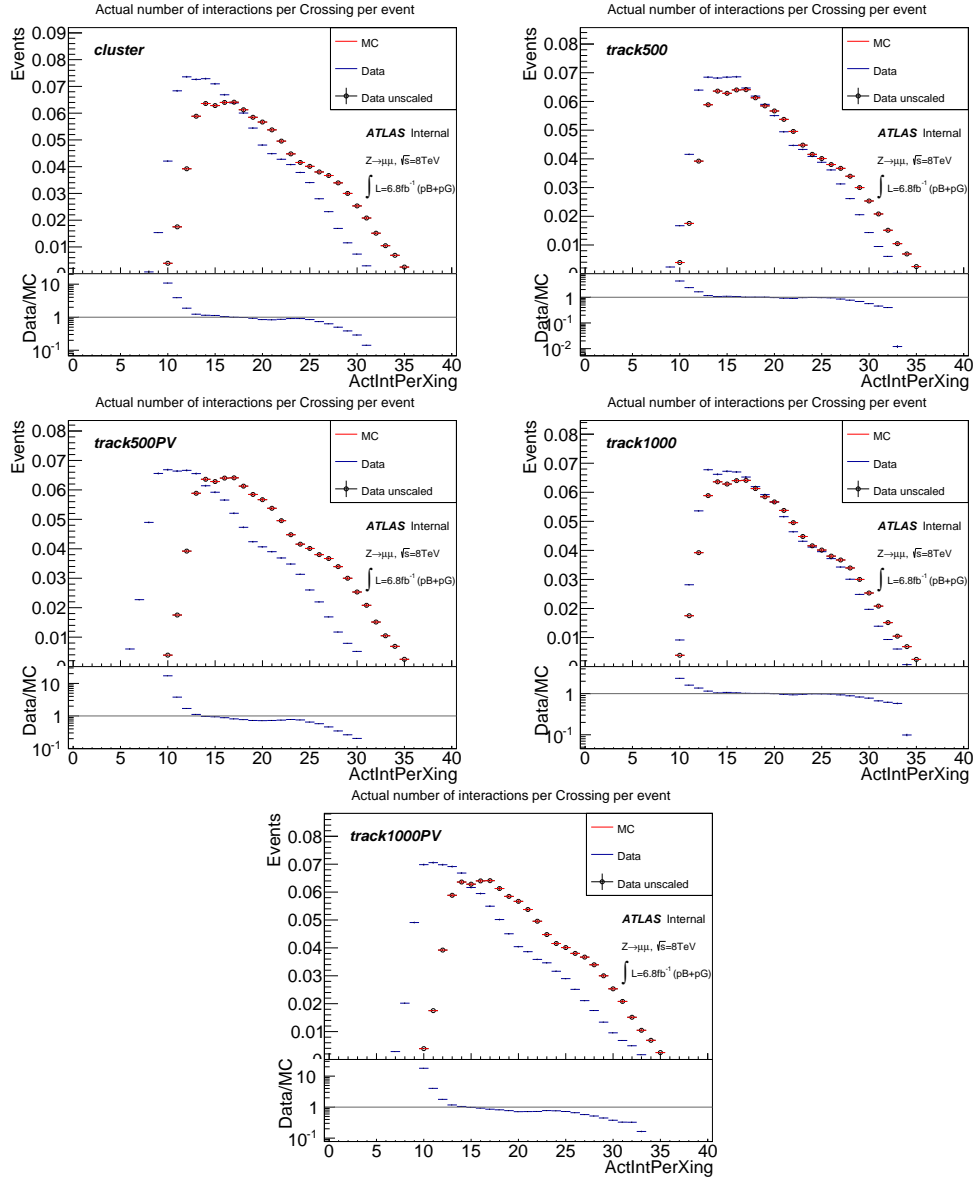 Actual number of interactions per Crossing per event
Events
cluster
MC
Data
Data unscaled
ATLAS Internal
Z→μμ, √s=8TeV
∫ L=6.8fb⁻¹ (pB+pG)
0.09
0.08
0.07
0.06
0.05
0.04
0.03
0.02
0.01
0
Data/MC
10
1
10⁻¹
0 5 10 15 20 25 30 35 40
ActIntPerXing
Actual number of interactions per Crossing per event
Events
track500
MC
Data
Data unscaled
ATLAS Internal
Z→μμ, √s=8TeV
∫ L=6.8fb⁻¹ (pB+pG)
0.08
0.07
0.06
0.05
0.04
0.03
0.02
0.01
0
Data/MC
1
10⁻¹
10⁻²
0 5 10 15 20 25 30 35 40
ActIntPerXing
Actual number of interactions per Crossing per event
Events
track500PV
MC
Data
Data unscaled
ATLAS Internal
Z→μμ, √s=8TeV
∫ L=6.8fb⁻¹ (pB+pG)
0.08
0.07
0.06
0.05
0.04
0.03
0.02
0.01
0
Data/MC
10
1
10⁻¹
0 5 10 15 20 25 30 35 40
ActIntPerXing
Actual number of interactions per Crossing per event
Events
track1000
MC
Data
Data unscaled
ATLAS Internal
Z→μμ, √s=8TeV
∫ L=6.8fb⁻¹ (pB+pG)
0.08
0.07
0.06
0.05
0.04
0.03
0.02
0.01
0
Data/MC
1
10⁻¹
0 5 10 15 20 25 30 35 40
ActIntPerXing
Actual number of interactions per Crossing per event
Events
track1000PV
MC
Data
Data unscaled
ATLAS Internal
Z→μμ, √s=8TeV
∫ L=6.8fb⁻¹ (pB+pG)
0.08
0.07
0.06
0.05
0.04
0.03
0.02
0.01
0
Data/MC
10
1
10⁻¹
0 5 10 15 20 25 30 35 40
ActIntPerXing